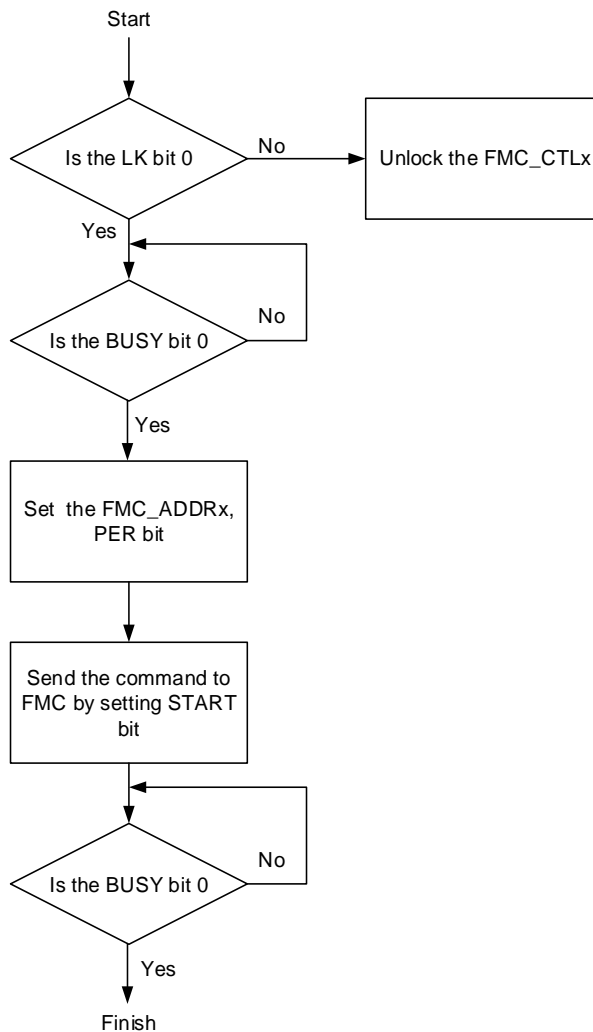 Start
Is the LK bit 0
No
Unlock the FMC_CTLx
Yes
Is the BUSY bit 0
No
Yes
Set the FMC_ADDRx,
PER bit
Send the command to
FMC by setting START
bit
Is the BUSY bit 0
No
Yes
Finish